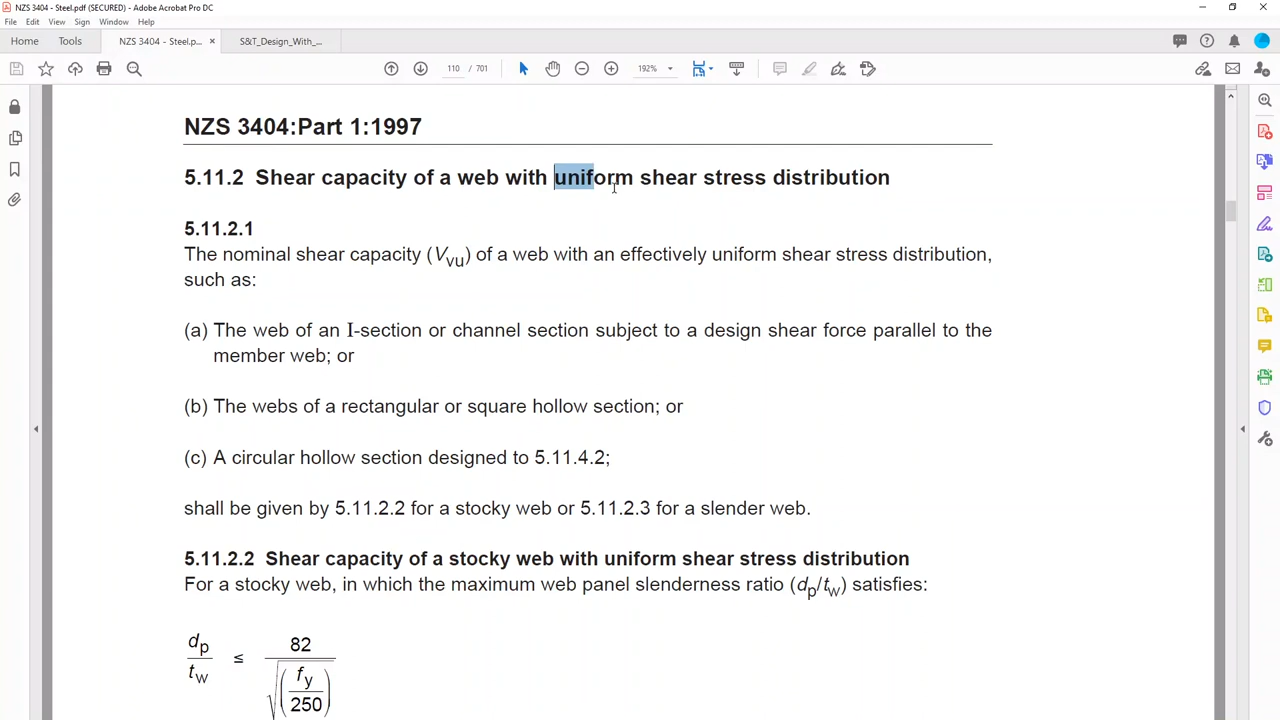 NZS 3404 - Steel.pdf (SECURED) - Adobe Acrobat Pro DC
File Edit View Sign Window Help
Home Tools NZS 3404 - Steel.p... × S&T_Design_With_...
110 / 701 192%
NZS 3404:Part 1:1997
5.11.2 Shear capacity of a web with uniform shear stress distribution
5.11.2.1
The nominal shear capacity (Vvu) of a web with an effectively uniform shear stress distribution,
such as:
(a) The web of an I-section or channel section subject to a design shear force parallel to the
member web; or
(b) The webs of a rectangular or square hollow section; or
(c) A circular hollow section designed to 5.11.4.2;
shall be given by 5.11.2.2 for a stocky web or 5.11.2.3 for a slender web.
5.11.2.2 Shear capacity of a stocky web with uniform shear stress distribution
For a stocky web, in which the maximum web panel slenderness ratio (dp/tw) satisfies:
dp/tw ≤ 82/√(fy/250)